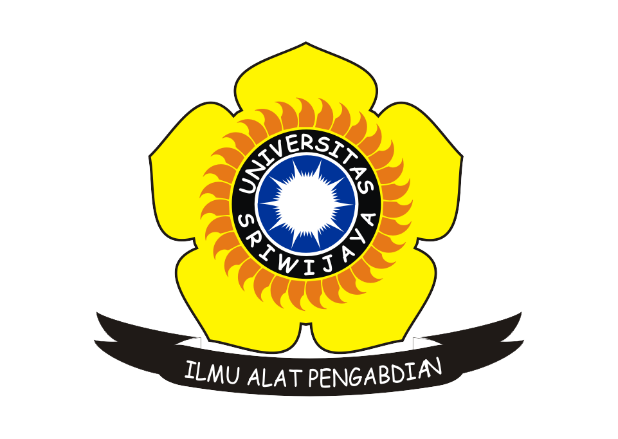 UNIVERSITAS
SRIWIJAYA
ILMU ALAT PENGABDIAN